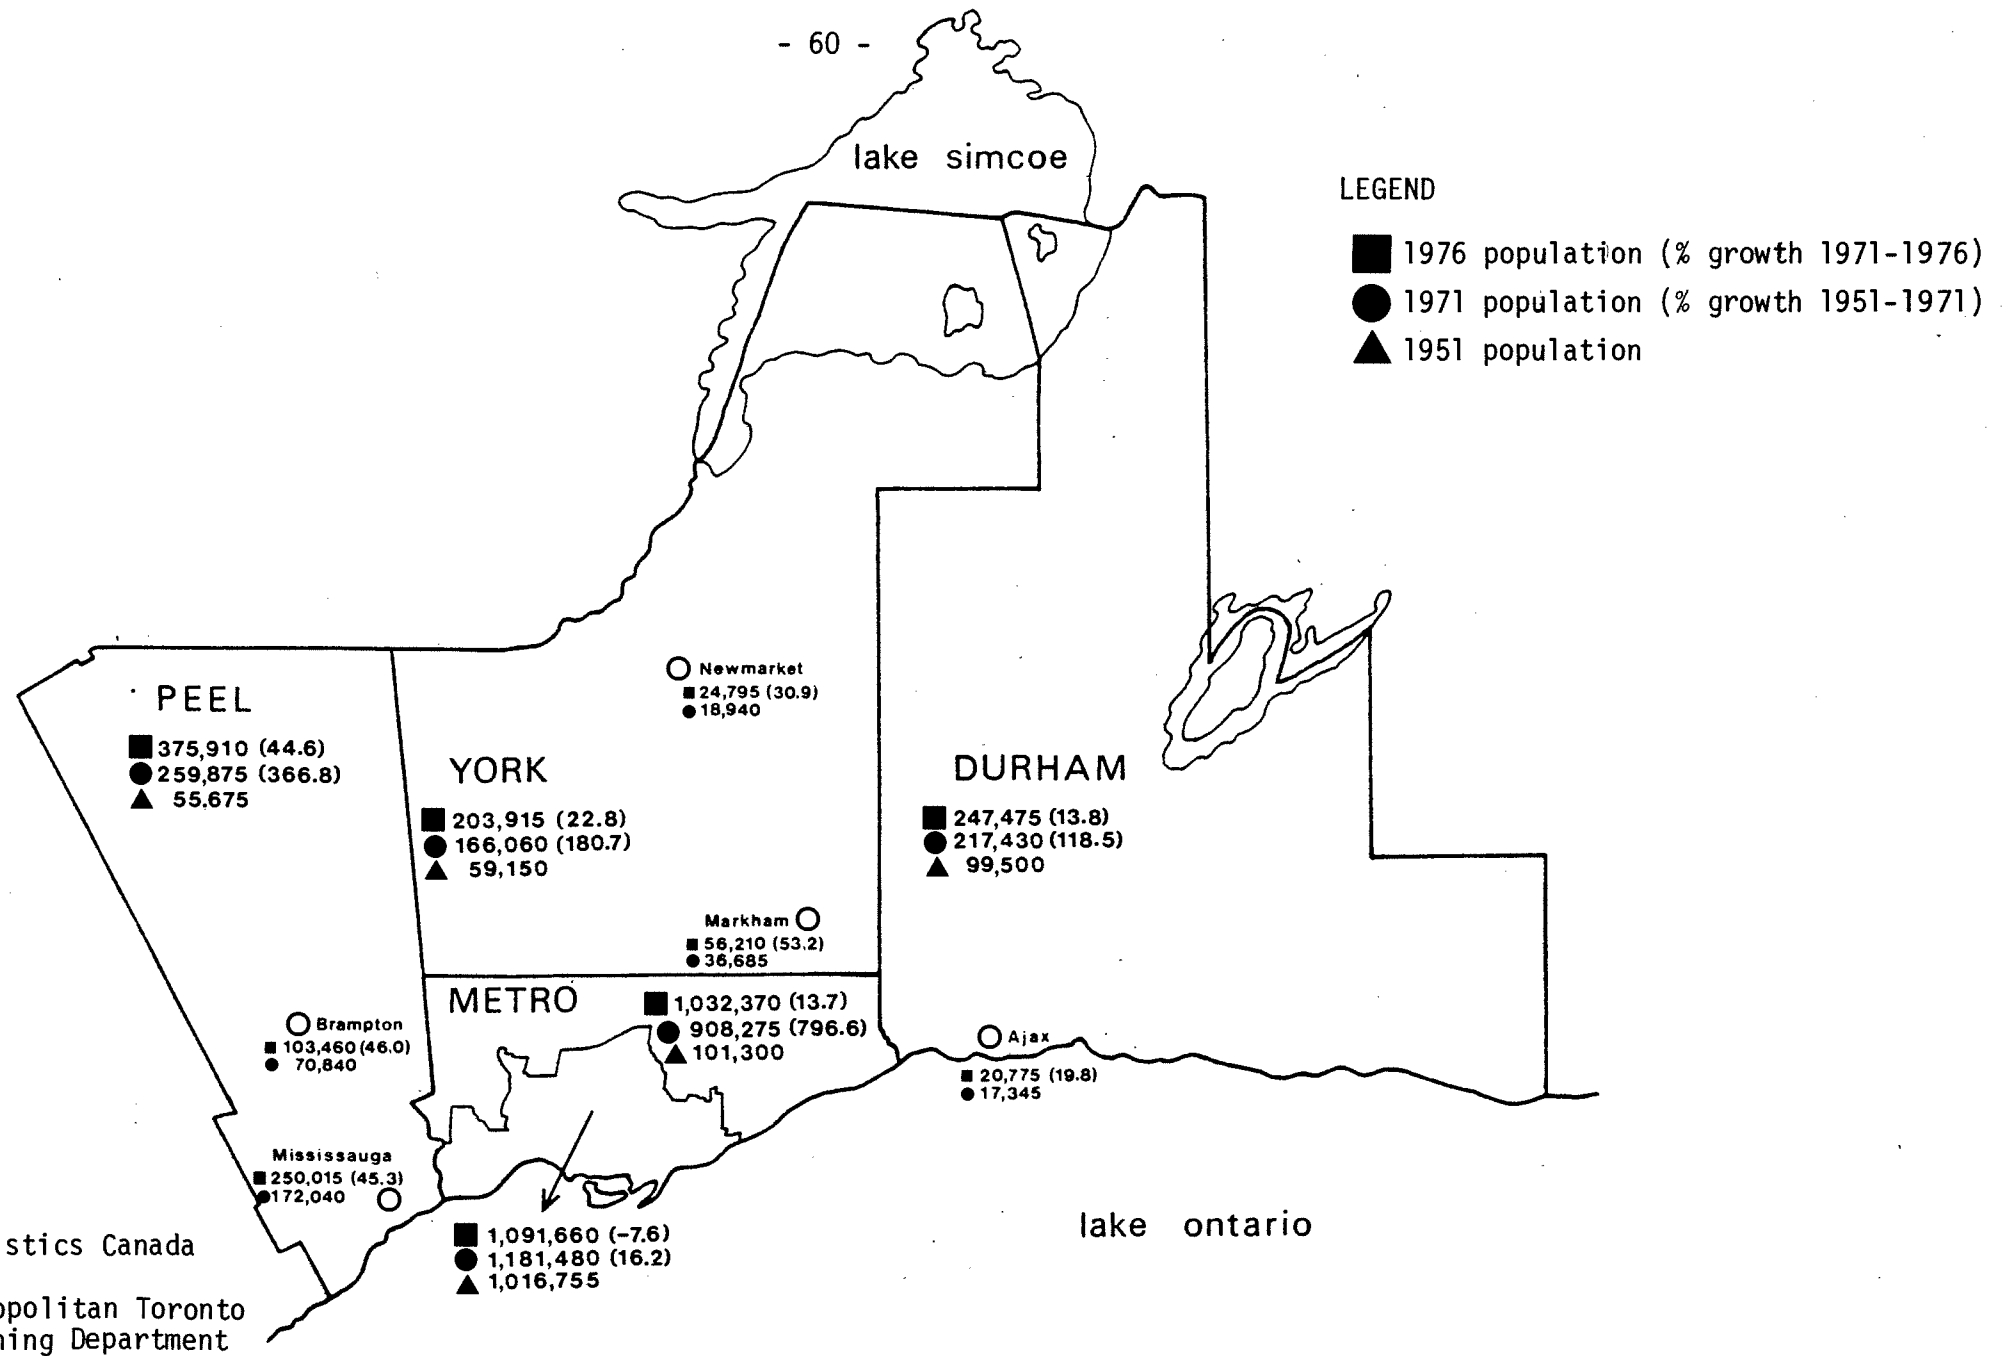 - 60 -
lake simcoe
LEGEND
■ 1976 population (% growth 1971-1976)
● 1971 population (% growth 1951-1971)
▲ 1951 population
PEEL
■ 375,910 (44.6)
● 259,875 (366.8)
▲ 55,675
YORK
■ 203,915 (22.8)
● 166,060 (180.7)
▲ 59,150
Newmarket
■ 24,795 (30.9)
● 18,940
DURHAM
■ 247,475 (13.8)
● 217,430 (118.5)
▲ 99,500
Markham
■ 56,210 (53.2)
● 36,685
METRO
■ 1,032,370 (13.7)
● 908,275 (796.6)
▲ 101,300
Brampton
■ 103,460 (46.0)
● 70,840
Ajax
■ 20,775 (19.8)
● 17,345
Mississauga
■ 250,015 (45.3)
● 172,040
■ 1,091,660 (-7.6)
● 1,181,480 (16.2)
▲ 1,016,755
lake ontario
stics Canada
opolitan Toronto
ning Department